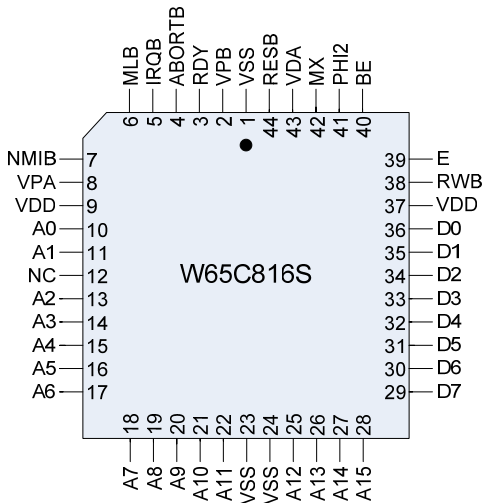 MLB IRQB ABORTB RDY VPB VSS RESB VDA MX PHI2 BE
6 5 4 3 2 1 44 43 42 41 40
NMIB 7 39 E
VPA 8 38 RWB
VDD 9 37 VDD
A0 10 36 D0
A1 11 35 D1
NC 12 34 D2
W65C816S
A2 13 33 D3
A3 14 32 D4
A4 15 31 D5
A5 16 30 D6
A6 17 29 D7
18 19 20 21 22 23 24 25 26 27 28
A7 A8 A9 A10 A11 VSS VSS A12 A13 A14 A15